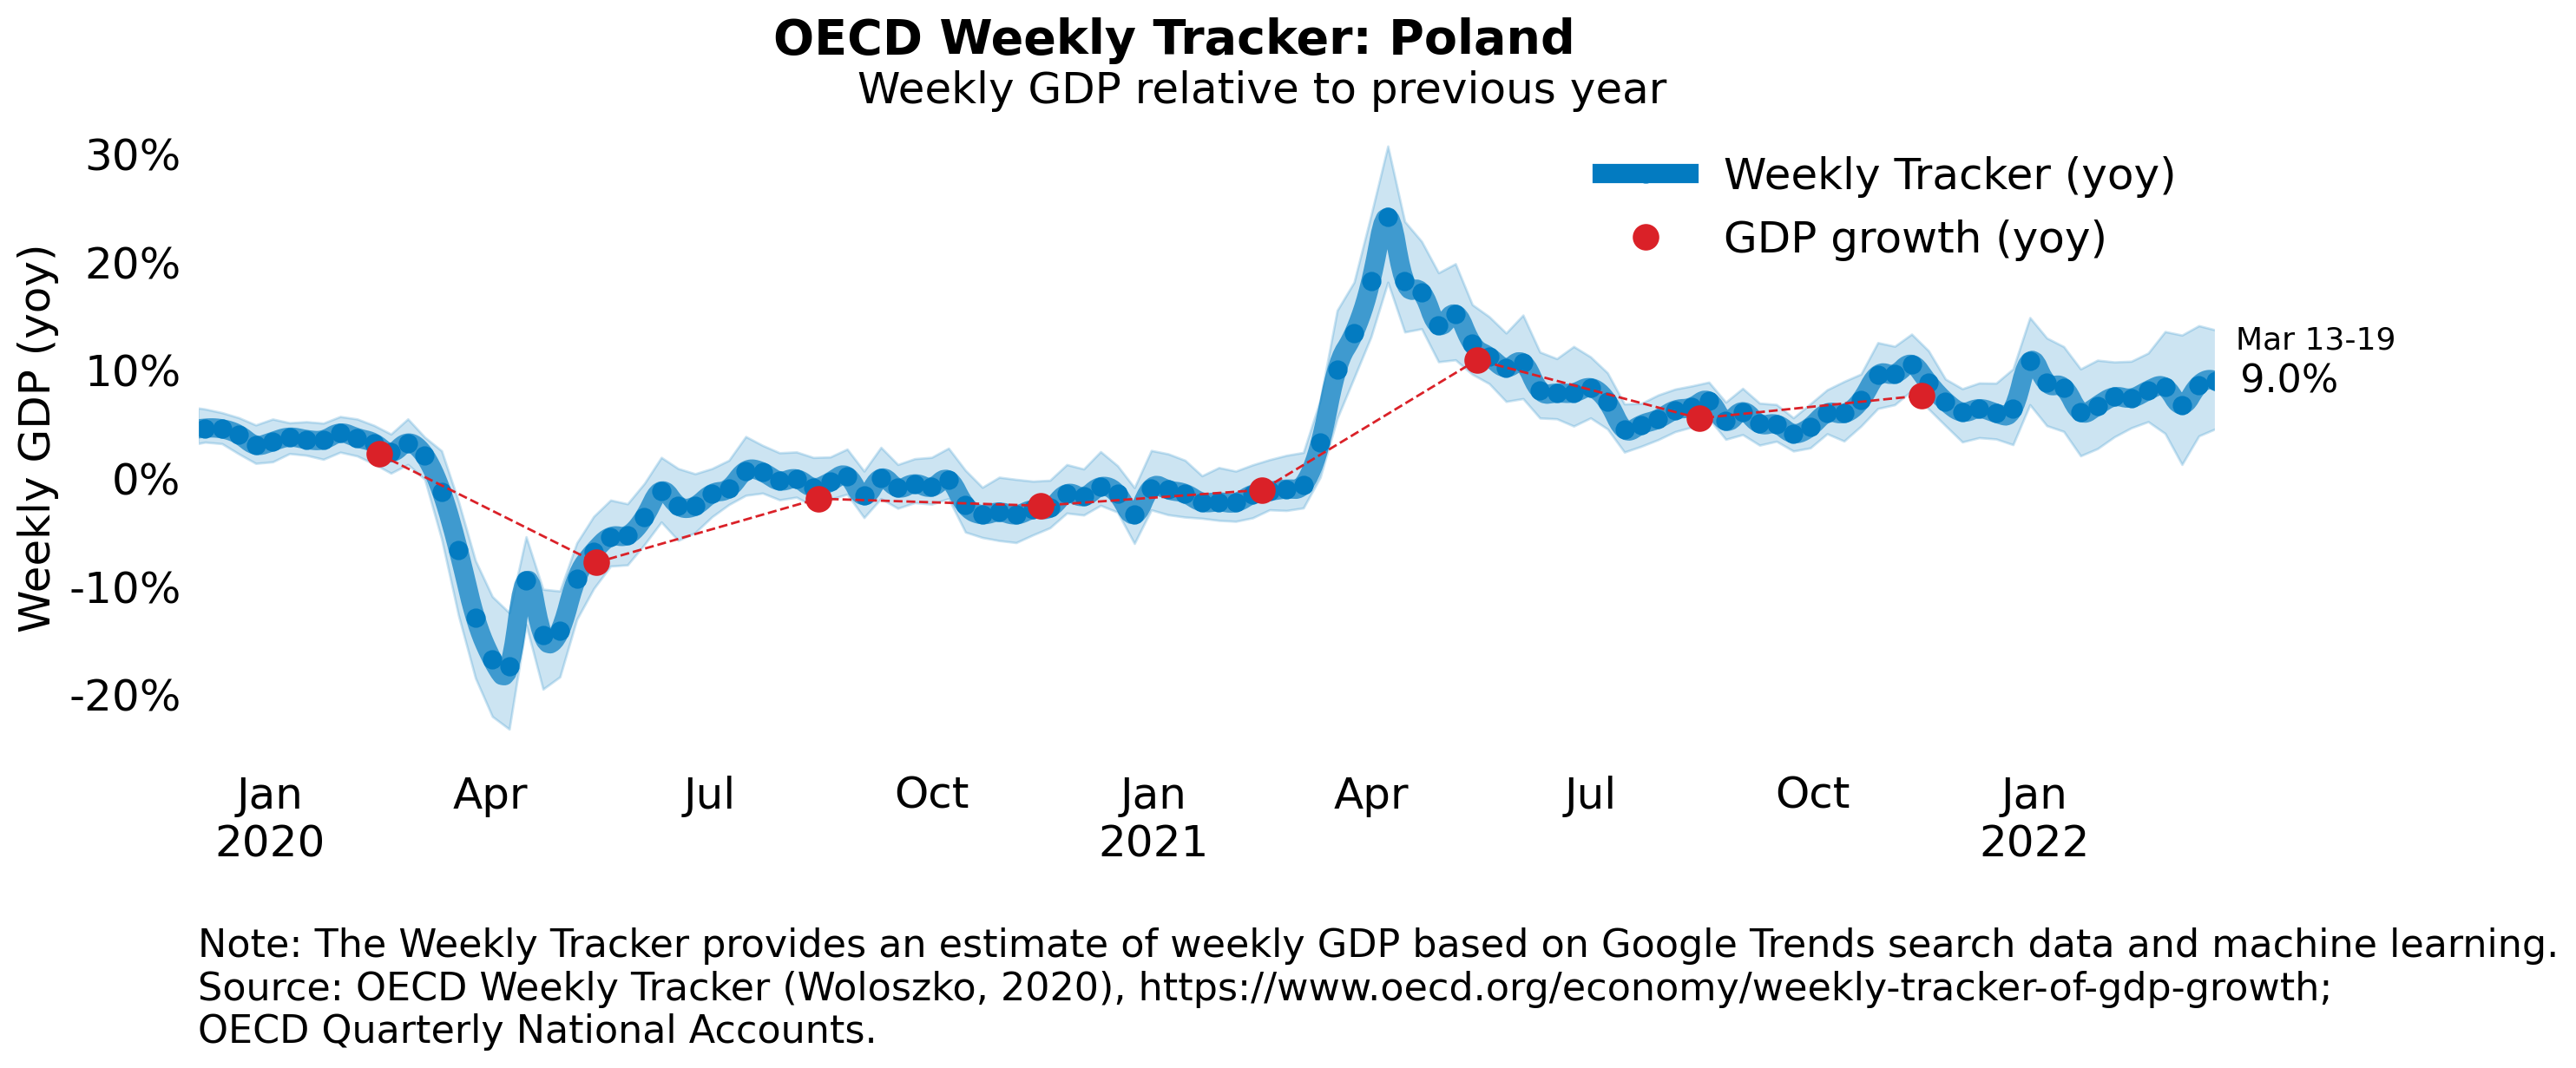 OECD Weekly Tracker: Poland
Weekly GDP relative to previous year
Weekly GDP (yoy)
30%
20%
10%
0%
-10%
-20%
Weekly Tracker (yoy)
GDP growth (yoy)
Mar 13-19
9.0%
Jan Apr Jul Oct Jan Apr Jul Oct Jan
2020 2021 2022
Note: The Weekly Tracker provides an estimate of weekly GDP based on Google Trends search data and machine learning.
Source: OECD Weekly Tracker (Woloszko, 2020), https://www.oecd.org/economy/weekly-tracker-of-gdp-growth;
OECD Quarterly National Accounts.